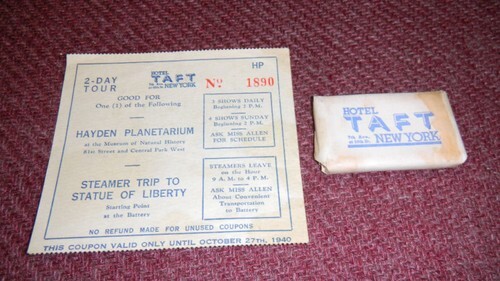 2-DAY TOUR
HOTEL TAFT NEW YORK
HP
No. 1890
GOOD FOR
One (1) of the Following
HAYDEN PLANETARIUM
at the Museum of Natural History
81st Street and Central Park West
3 SHOWS DAILY
Beginning 2 P.M.
4 SHOWS SUNDAY
Beginning 1 P.M.
ASK MISS ALLEN
FOR SCHEDULE.
STEAMER TRIP TO
STATUE OF LIBERTY
Starting Point
at the Battery
STEAMERS LEAVE
on the Hour
9 A.M. to 4 P.M.
ASK MISS ALLEN
About Convenient
Transportation
to Battery
NO REFUND MADE FOR UNUSED COUPONS
THIS COUPON VALID ONLY UNTIL OCTOBER 27TH, 1940
HOTEL
TAFT
7th Ave.
NEW YORK